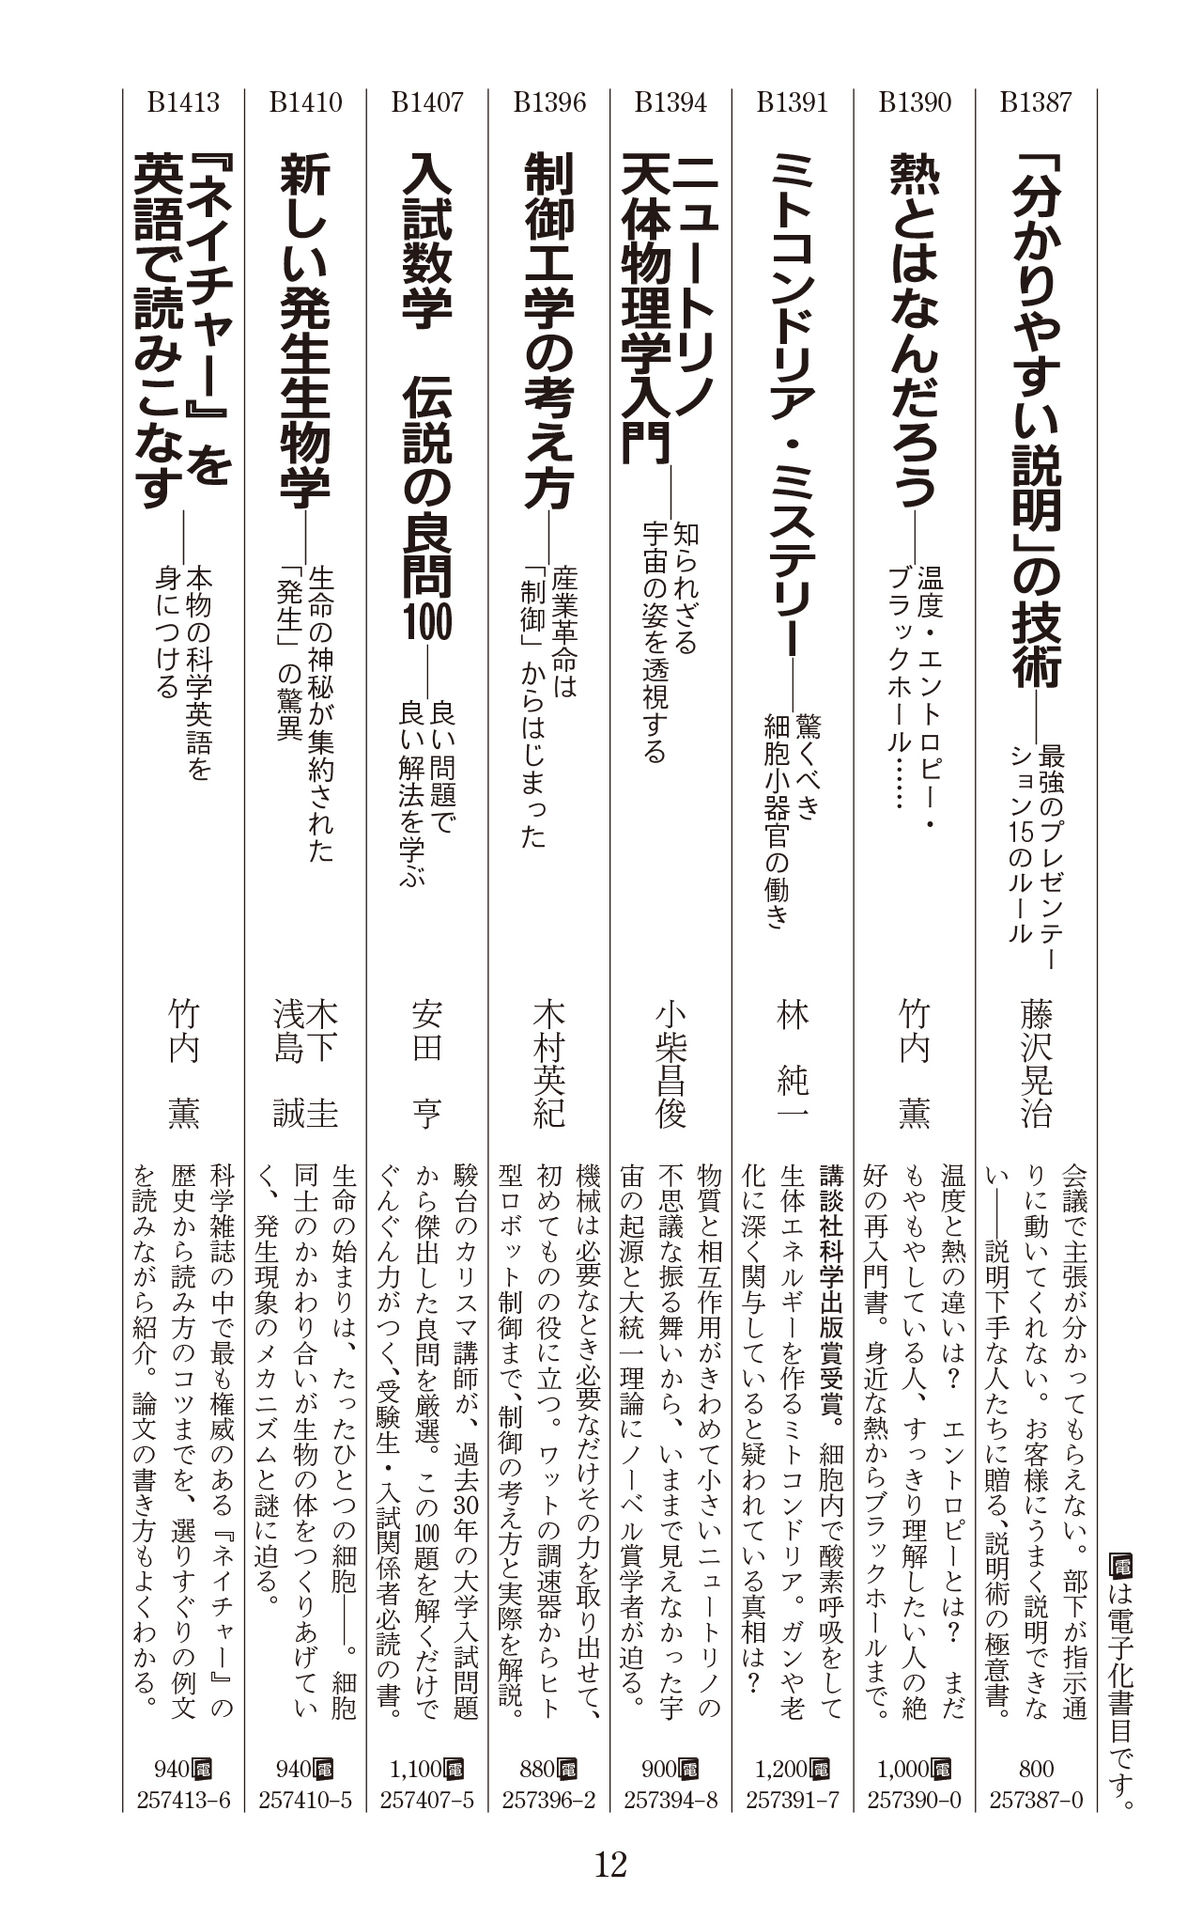 電は電子化書目です。
B1387
「分かりやすい説明」の技術
――最強のプレゼンテー
ション15のルール
藤沢晃治
会議で主張が分かってもらえない。部下が指示通
りに動いてくれない。お客様にうまく説明できな
い――説明下手な人たちに贈る、説明術の極意書。
800
257387-0
B1390
熱とはなんだろう
――温度・エントロピー・
ブラックホール……
竹内 薫
温度と熱の違いは? エントロピーとは? まだ
もやもやしている人、すっきり理解したい人の絶
好の再入門書。身近な熱からブラックホールまで。
1,000電
257390-0
B1391
ミトコンドリア・ミステリー
――驚くべき
細胞小器官の働き
林 純一
講談社科学出版賞受賞。細胞内で酸素呼吸をして
生体エネルギーを作るミトコンドリア。ガンや老
化に深く関与していると疑われている真相は?
1,200電
257391-7
B1394
ニュートリノ
天体物理学入門
――知られざる
宇宙の姿を透視する
小柴昌俊
物質と相互作用がきわめて小さいニュートリノの
不思議な振る舞いから、いままで見えなかった宇
宙の起源と大統一理論にノーベル賞学者が迫る。
900電
257394-8
B1396
制御工学の考え方
――産業革命は
「制御」からはじまった
木村英紀
機械は必要なとき必要なだけその力を取り出せて、
初めてものの役に立つ。ワットの調速器からヒト
型ロボット制御まで、制御の考え方と実際を解説。
880電
257396-2
B1407
入試数学 伝説の良問100
――良い問題で
良い解法を学ぶ
安田 亨
駿台のカリスマ講師が、過去30年の大学入試問題
から傑出した良問を厳選。この100題を解くだけで
ぐんぐん力がつく、受験生・入試関係者必読の書。
1,100電
257407-5
B1410
新しい発生生物学
――生命の神秘が集約された
「発生」の驚異
木下 圭
浅島 誠
生命の始まりは、たったひとつの細胞――。細胞
同士のかかわり合いが生物の体をつくりあげてい
く、発生現象のメカニズムと謎に迫る。
940電
257410-5
B1413
『ネイチャー』を
英語で読みこなす
――本物の科学英語を
身につける
竹内 薫
科学雑誌の中で最も権威のある『ネイチャー』の
歴史から読み方のコツまでを、選りすぐりの例文
を読みながら紹介。論文の書き方もよくわかる。
940電
257413-6
12